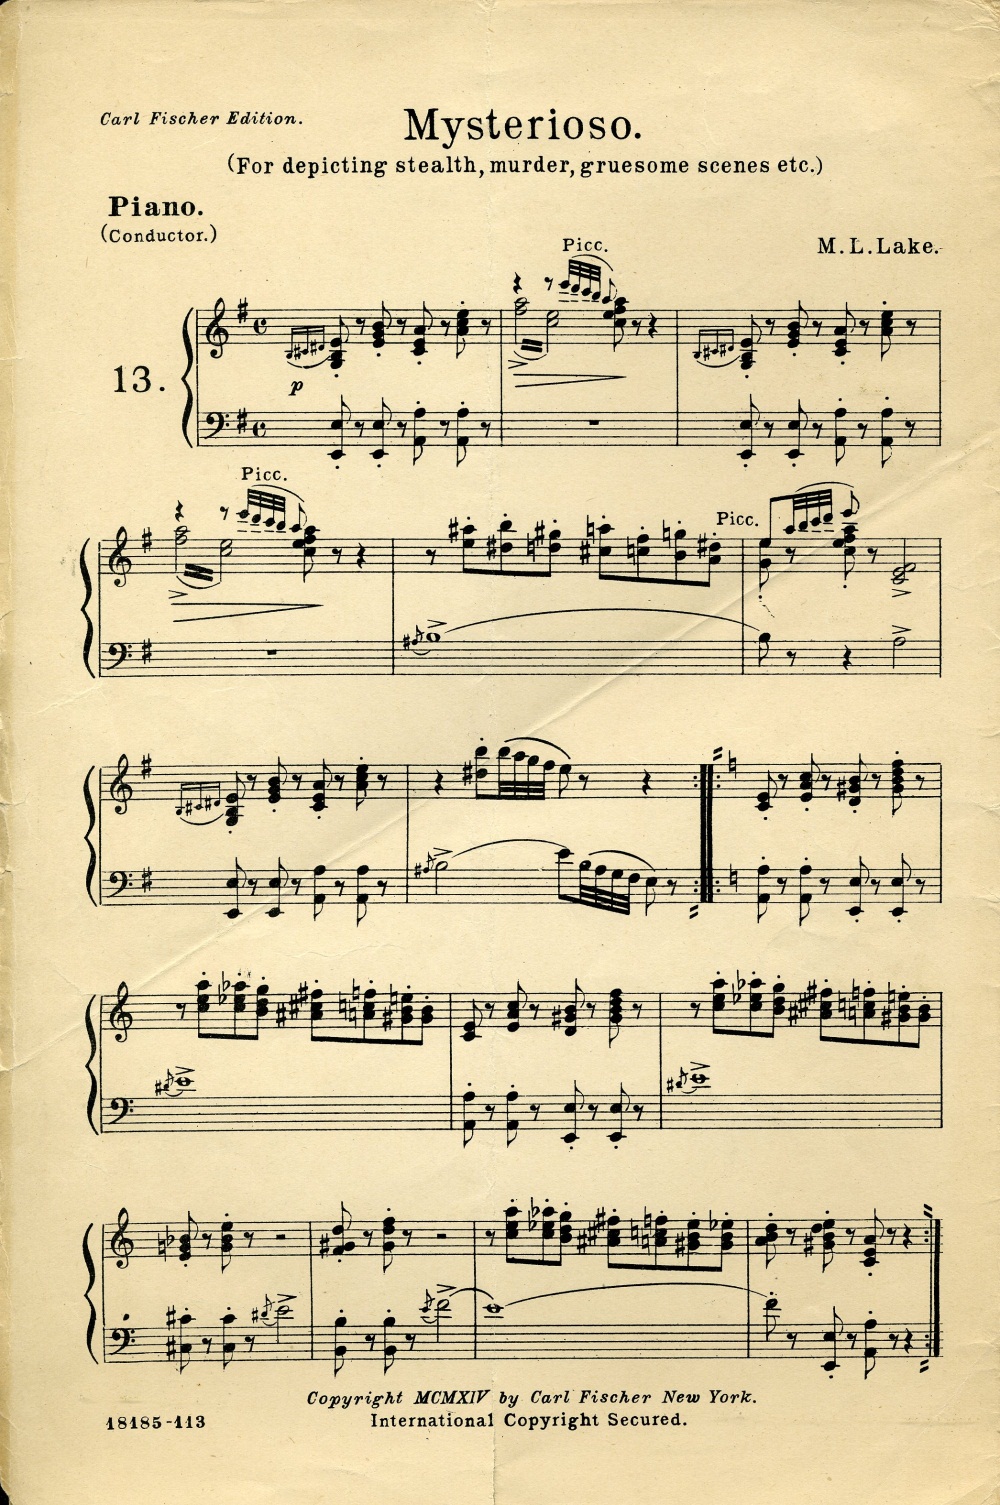 Carl Fischer Edition.
Mysterioso.
(For depicting stealth, murder, gruesome scenes etc.)
Piano.
(Conductor.)
M. L. Lake.
Picc.
13.
p
Picc.
Picc.
Copyright MCMXIV by Carl Fischer New York.
18185-113
International Copyright Secured.